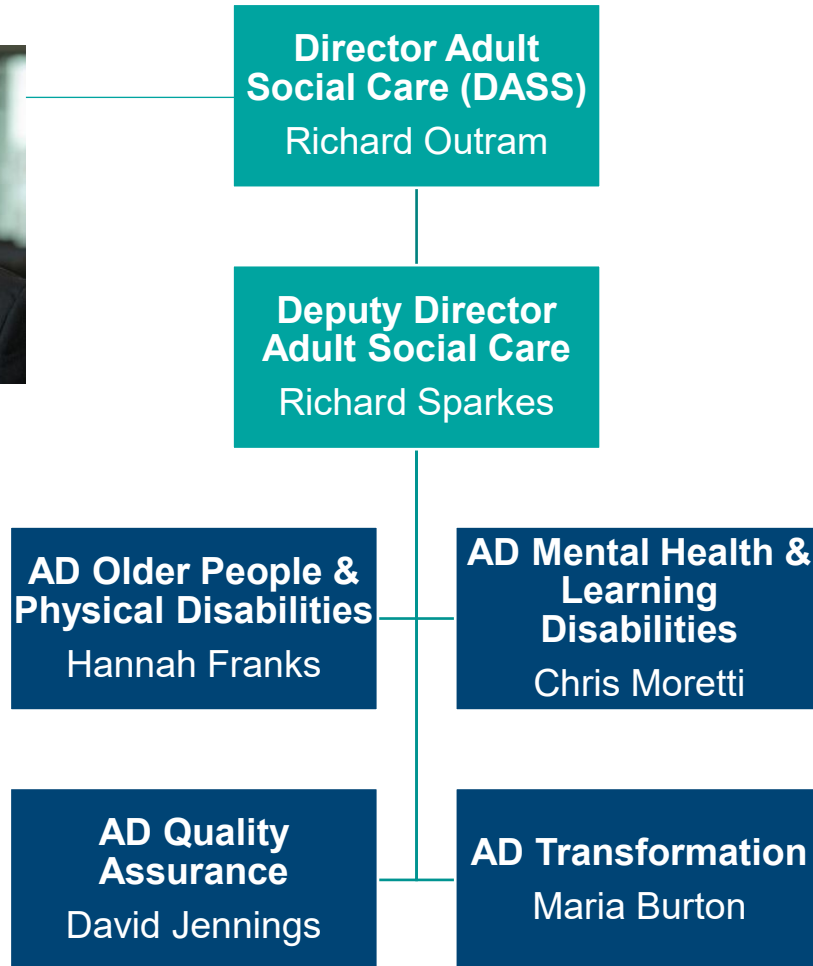 Director Adult
Social Care (DASS)
Richard Outram
Deputy Director
Adult Social Care
Richard Sparkes
AD Older People &
Physical Disabilities
Hannah Franks
AD Mental Health &
Learning
Disabilities
Chris Moretti
AD Quality
Assurance
David Jennings
AD Transformation
Maria Burton